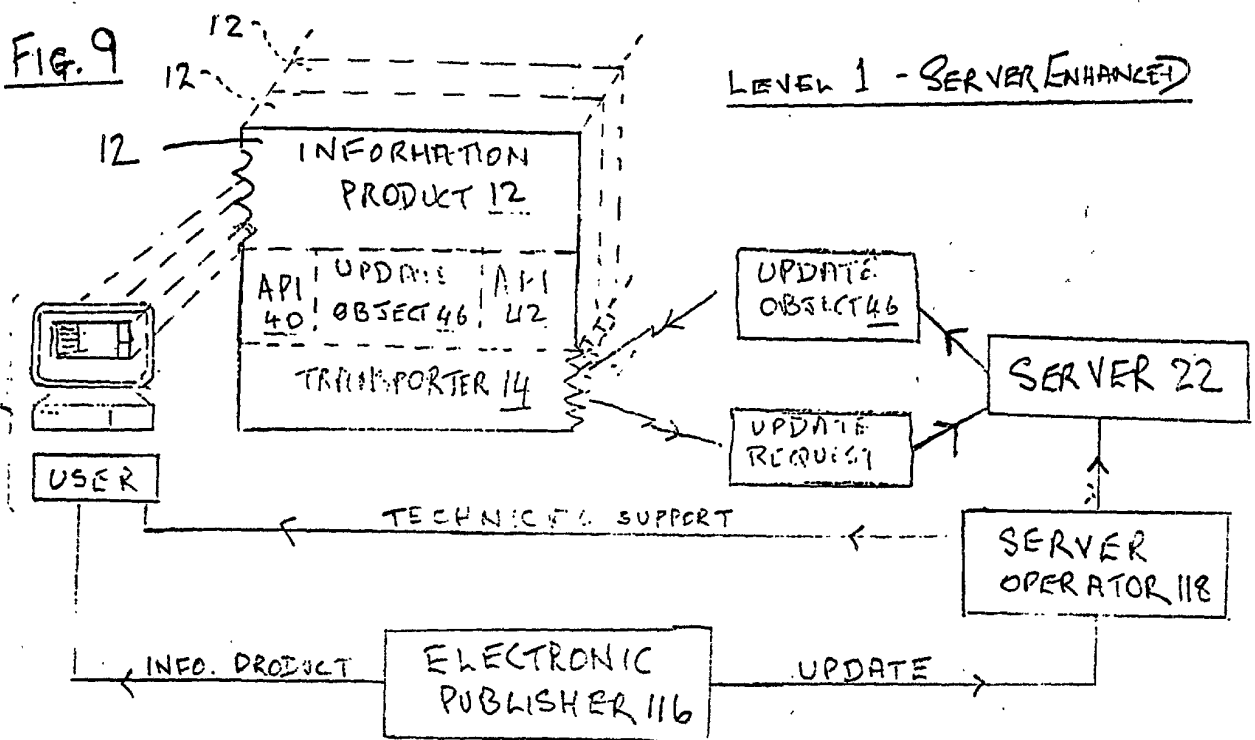 FIG. 9
12
12
12
LEVEL 1 - SERVER ENHANCED
INFORMATION
PRODUCT 12
API
40
UPDATE
OBJECT 46
API
42
TRANSPORTER 14
UPDATE
OBJECT 46
SERVER 22
UPDATE
REQUEST
USER
TECHNICAL SUPPORT
SERVER
OPERATOR 118
INFO. PRODUCT
ELECTRONIC
PUBLISHER 116
UPDATE